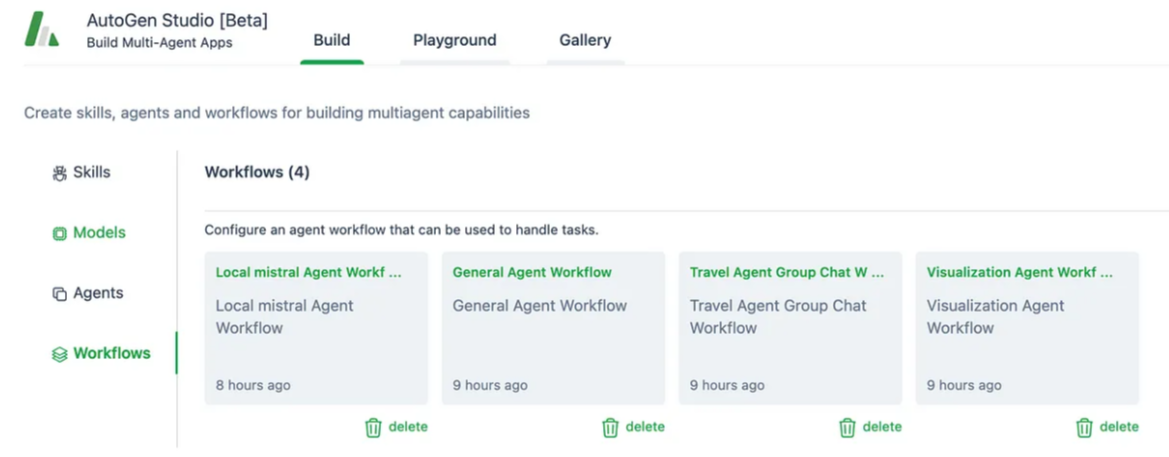 AutoGen Studio [Beta]
Build Multi-Agent Apps
Build
Playground
Gallery
Create skills, agents and workflows for building multiagent capabilities
Skills
Models
Agents
Workflows
Workflows (4)
Configure an agent workflow that can be used to handle tasks.
Local mistral Agent Workf ...
Local mistral Agent
Workflow
8 hours ago
delete
General Agent Workflow
General Agent Workflow
9 hours ago
delete
Travel Agent Group Chat W ...
Travel Agent Group Chat
Workflow
9 hours ago
delete
Visualization Agent Workf ...
Visualization Agent
Workflow
9 hours ago
delete